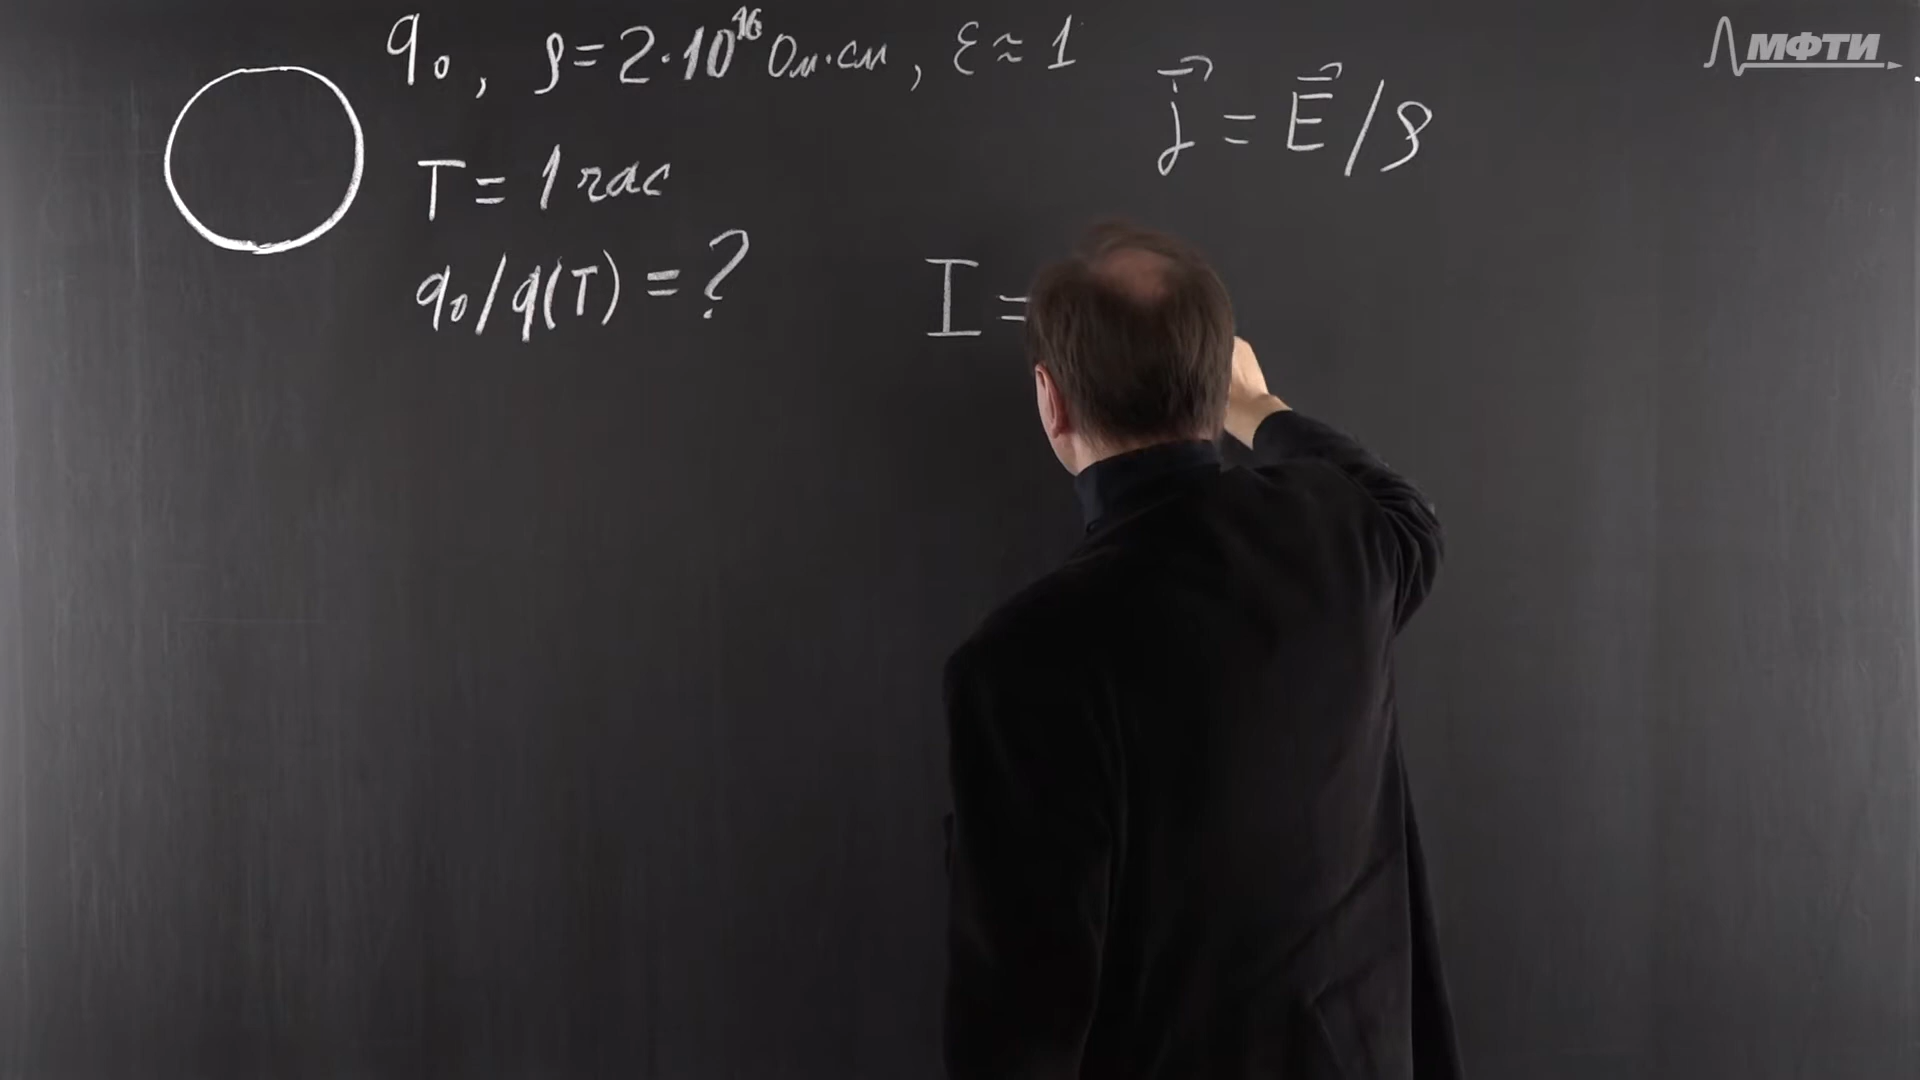 q₀, ρ = 2·10¹⁶ Ом·см, ε ≈ 1
T = 1 час
q₀/q(T) = ?
j⃗ = E⃗/ρ
I =
МФТИ